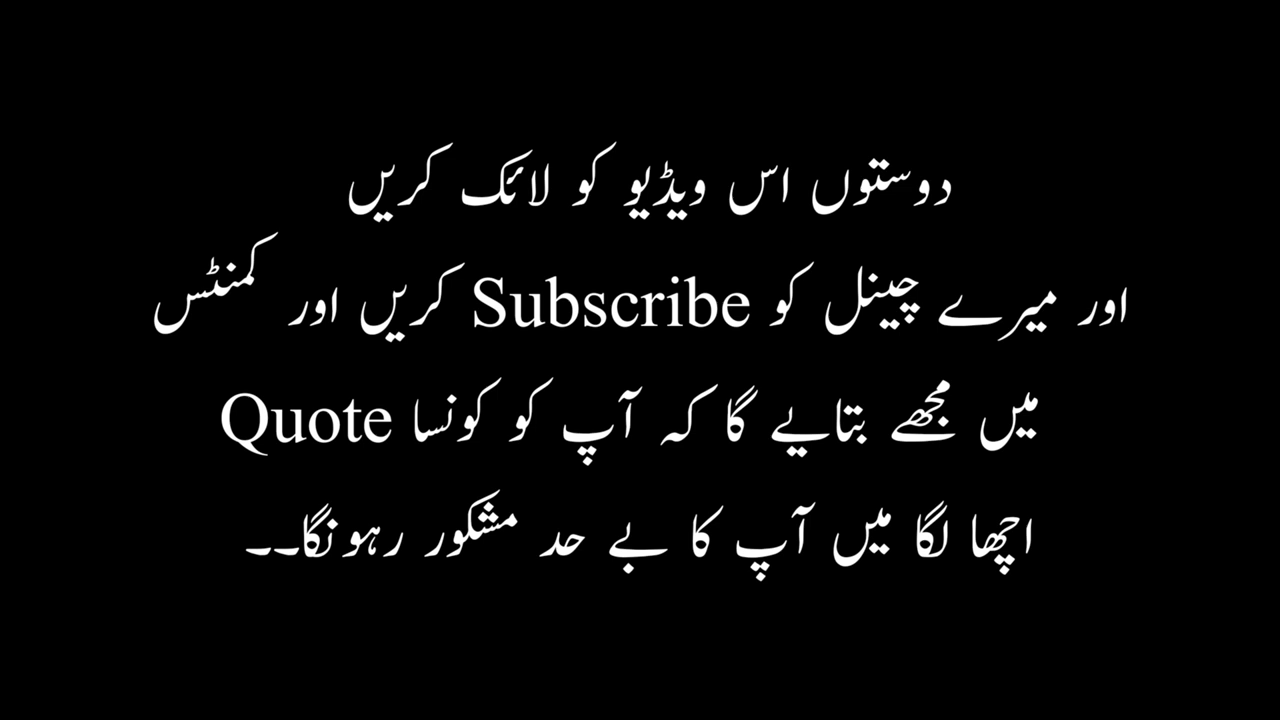 دوستوں اس ویڈیو کو لائک کریں
اور میرے چینل کو Subscribe کریں اور کمنٹس
میں مجھے بتایے گا کہ آپ کو کونسا Quote
اچھا لگا میں آپ کا بے حد مشکور رہونگا۔۔